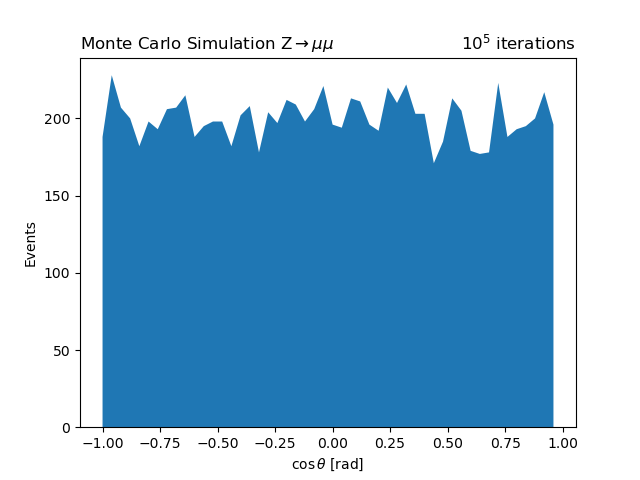 Monte Carlo Simulation Z→μμ
10⁵ iterations
Events
200
150
100
50
0
−1.00 −0.75 −0.50 −0.25 0.00 0.25 0.50 0.75 1.00
cos θ [rad]